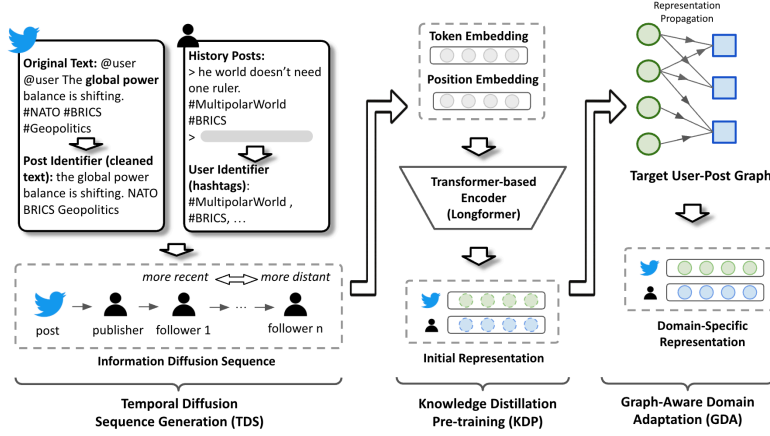 Original Text: @user
@user The global power
balance is shifting.
#NATO #BRICS
#Geopolitics
Post Identifier (cleaned
text): the global power
balance is shifting. NATO
BRICS Geopolitics
History Posts:
> he world doesn't need
one ruler.
#MultipolarWorld
#BRICS
>
User Identifier
(hashtags):
#MultipolarWorld ,
#BRICS, ...
more recent more distant
post publisher follower 1 ... follower n
Information Diffusion Sequence
Temporal Diffusion
Sequence Generation (TDS)
Token Embedding
Position Embedding
Transformer-based
Encoder
(Longformer)
Initial Representation
Knowledge Distillation
Pre-training (KDP)
Representation
Propagation
Target User-Post Graph
Domain-Specific
Representation
Graph-Aware Domain
Adaptation (GDA)